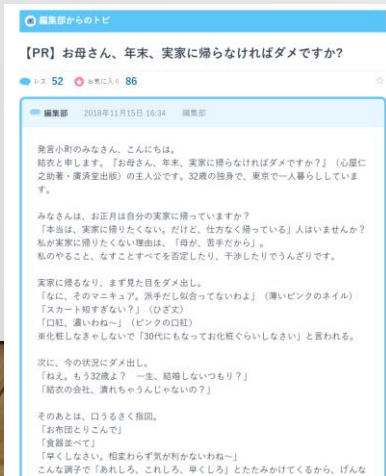 編集部からのトピ
【PR】お母さん、年末、実家に帰らなければダメですか?
レス 52 お気に入り 86
編集部 2018年11月15日 16:34 編集部
発言小町のみなさん、こんにちは。
結衣と申します。『お母さん、年末、実家に帰らなければダメですか?』(心屋仁
之助著・廣済堂出版)の主人公です。32歳の独身で、東京で一人暮らししていま
す。
みなさんは、お正月は自分の実家に帰っていますか?
「本当は、実家に帰りたくない。だけど、仕方なく帰っている」人はいませんか?
私が実家に帰りたくない理由は、「母が、苦手だから」。
私のやること、なすことすべてを否定したり、干渉したりでうんざりです。
実家に帰るなり、まず見た目をダメ出し。
「なに、そのマニキュア。派手だし似合ってないわよ」(薄いピンクのネイル)
「スカート短すぎない?」(ひざ丈)
「口紅、濃いわね~」(ピンクの口紅)
※化粧しなきゃしないで「30代にもなってお化粧ぐらいしなさい」と言われる。
次に、今の状況にダメ出し。
「ねえ。もう32歳よ? 一生、結婚しないつもり?」
「結衣の会社、潰れちゃうんじゃないの?」
そのあとは、口うるさく指図。
「お布団とりこんで」
「食器並べて」
「早くしなさい。相変わらず気が利かないわね~」
こんな調子で「あれしろ、これしろ、早くしろ」とたたみかけてくるから、げんな